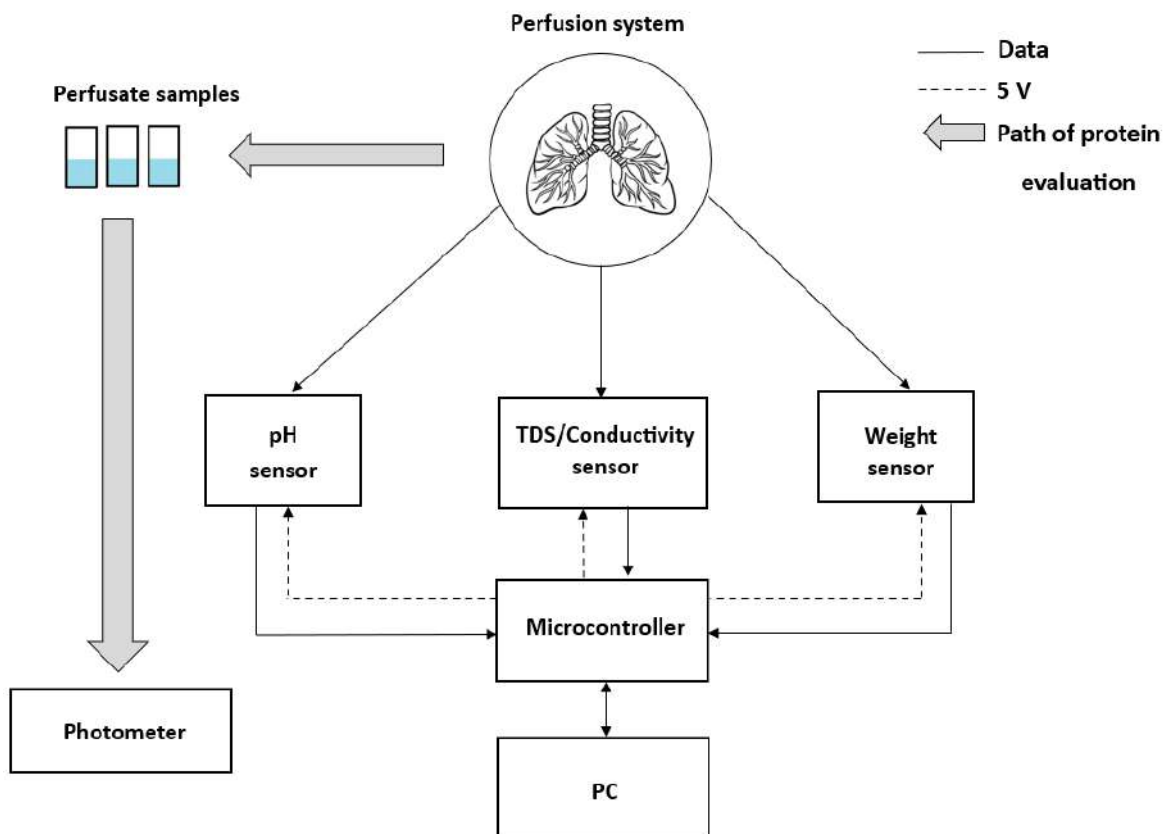 Perfusion system
Data
5 V
Path of protein
evaluation
Perfusate samples
pH
sensor
TDS/Conductivity
sensor
Weight
sensor
Microcontroller
Photometer
PC